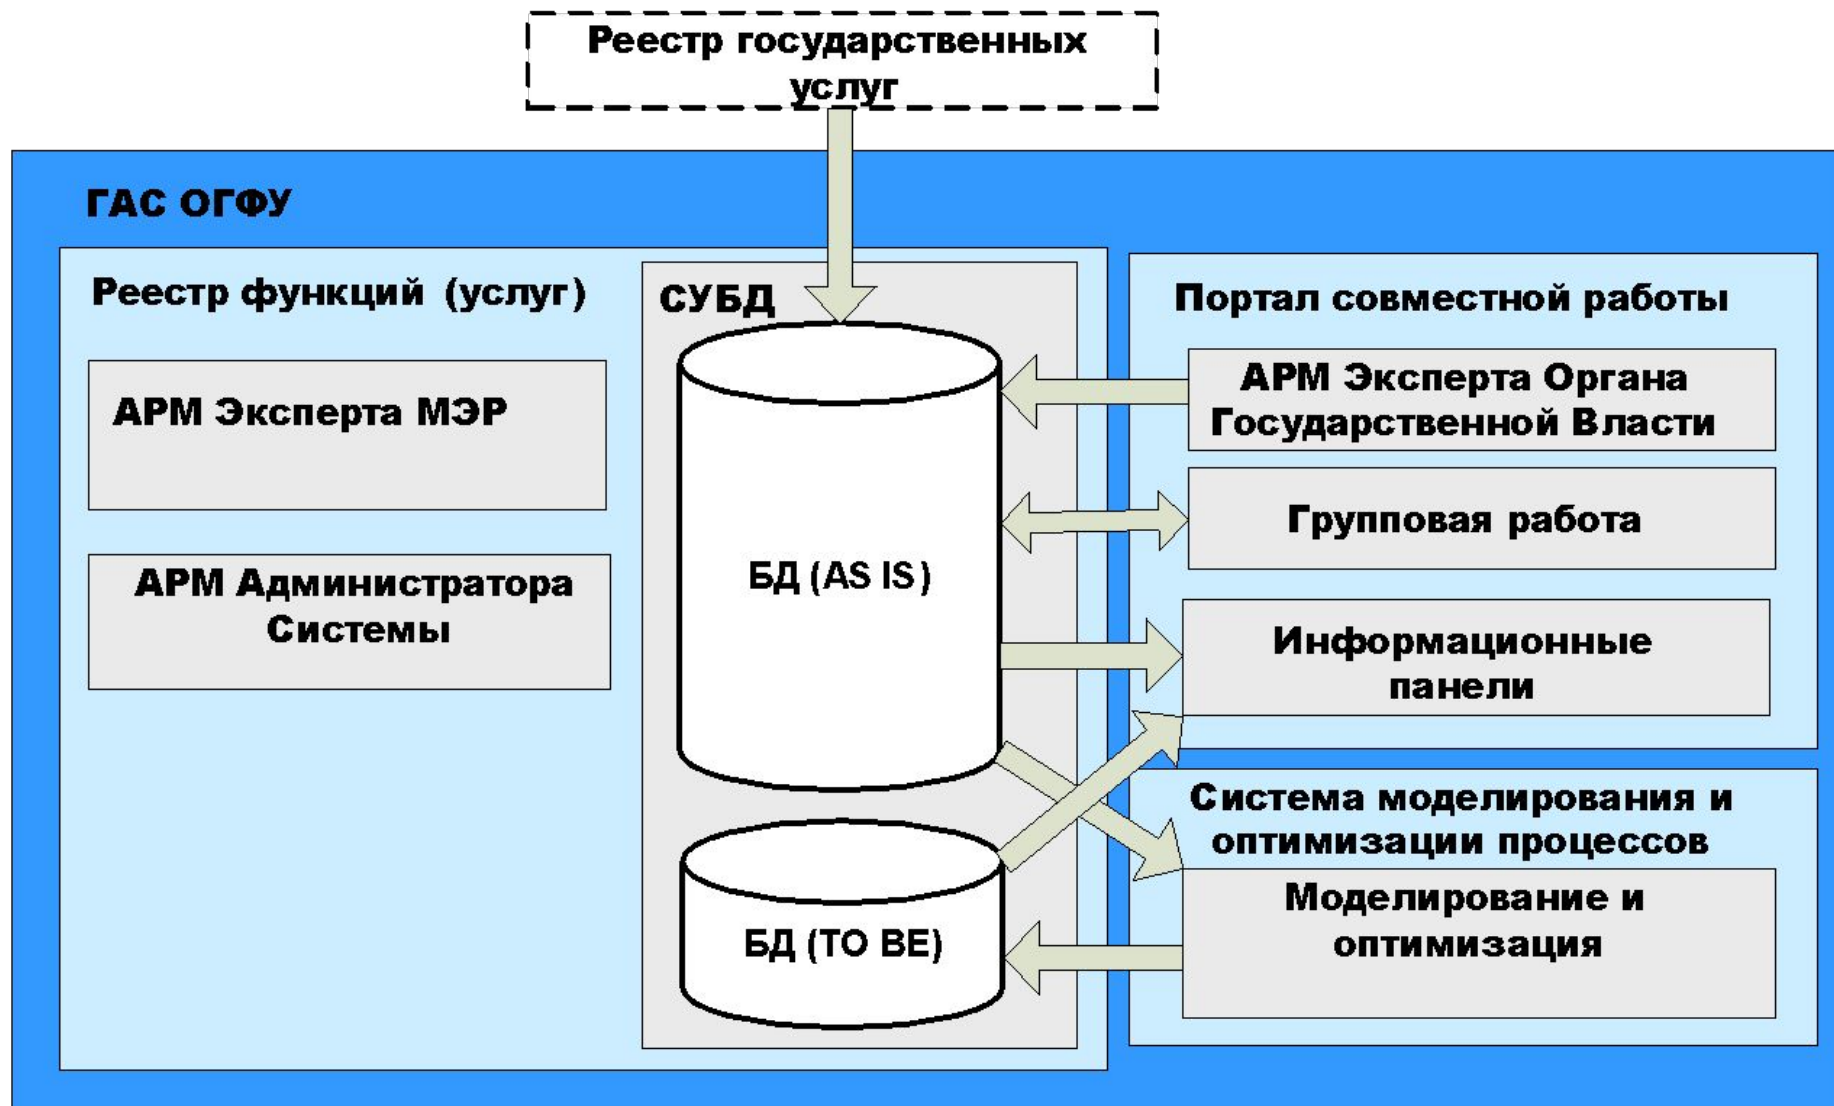 Реестр государственных
услуг
ГАС ОГФУ
Реестр функций (услуг)
АРМ Эксперта МЭР
АРМ Администратора
Системы
СУБД
БД (AS IS)
БД (TO BE)
Портал совместной работы
АРМ Эксперта Органа
Государственной Власти
Групповая работа
Информационные
панели
Система моделирования и
оптимизации процессов
Моделирование и
оптимизация